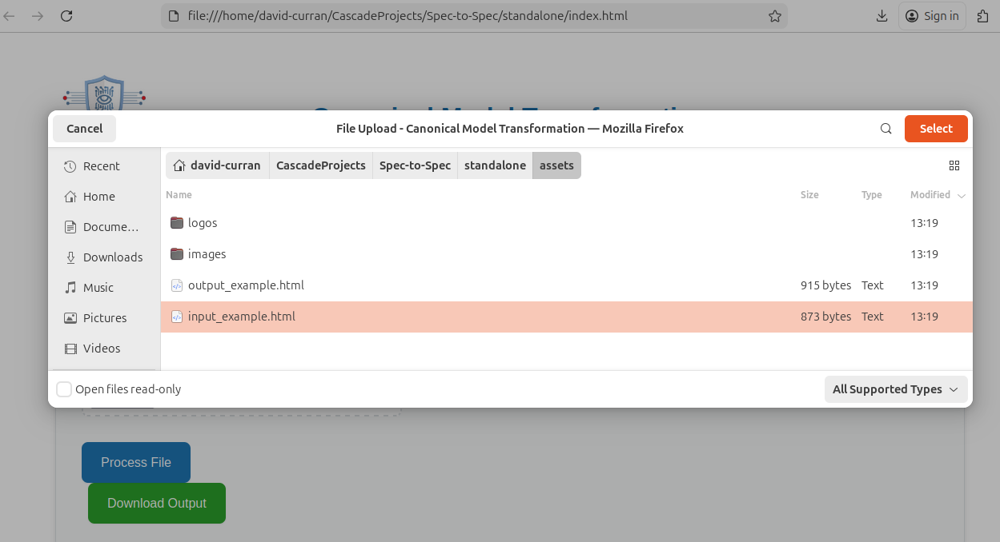 file:///home/david-curran/CascadeProjects/Spec-to-Spec/standalone/index.html
Sign in
Cancel
File Upload - Canonical Model Transformation — Mozilla Firefox
Select
Recent
Home
Docume...
Downloads
Music
Pictures
Videos
david-curran CascadeProjects Spec-to-Spec standalone assets
Name Size Type Modified
logos 13:19
images 13:19
output_example.html 915 bytes Text 13:19
input_example.html 873 bytes Text 13:19
Open files read-only
All Supported Types
Process File
Download Output